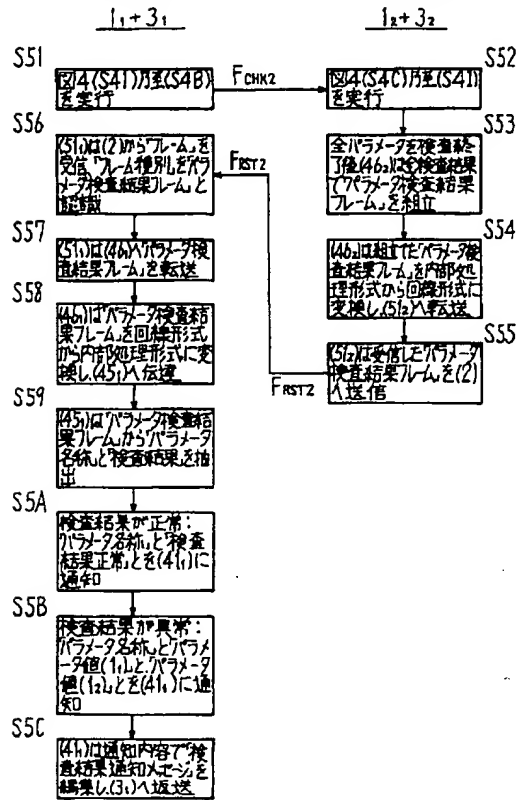 1₁+3₁
1₂+3₂
S51
図4(S41)乃至(S4B)
を実行
FCHK2
S52
図4(S4C)乃至(S4I)
を実行
S56
(51₁)は(2)から「フレーム」を
受信「フレーム種別」を「パラ
メータ検査結果フレーム」と
認識
FRST2
S53
全パラメータを検査終
了後(46₂)は全検査結果
で「パラメータ検査結果
フレーム」を組立
S57
(51₁)は(46₁)へ「パラメータ検
査結果フレーム」を転送
S54
(46₂)は組立てた「パラメータ
検査結果フレーム」を内部処
理形式から回線形式に
変換し(51₂)へ転送
S58
(46₁)は「パラメータ検査結
果フレーム」を回線形式
から内部処理形式に変
換し(45₁)へ伝達
S55
(51₂)は受信した「パラメータ
検査結果フレーム」を(2)
へ送信
FRST2
S59
(45₁)は「パラメータ検査結
果フレーム」から「パラメータ
名称」と「検査結果」を抽
出
S5A
検査結果が正常:
「パラメータ名称」と「検査
結果正常」とを(41₁)に
通知
S5B
検査結果が異常:
「パラメータ名称」と「パラメ
ータ値(1₁)」と「パラメータ
値(1₂)」とを(41₁)に通
知
S5C
(41₁)は通知内容で「検
査結果通知メッセージ」を
編集し(3₁)へ返送